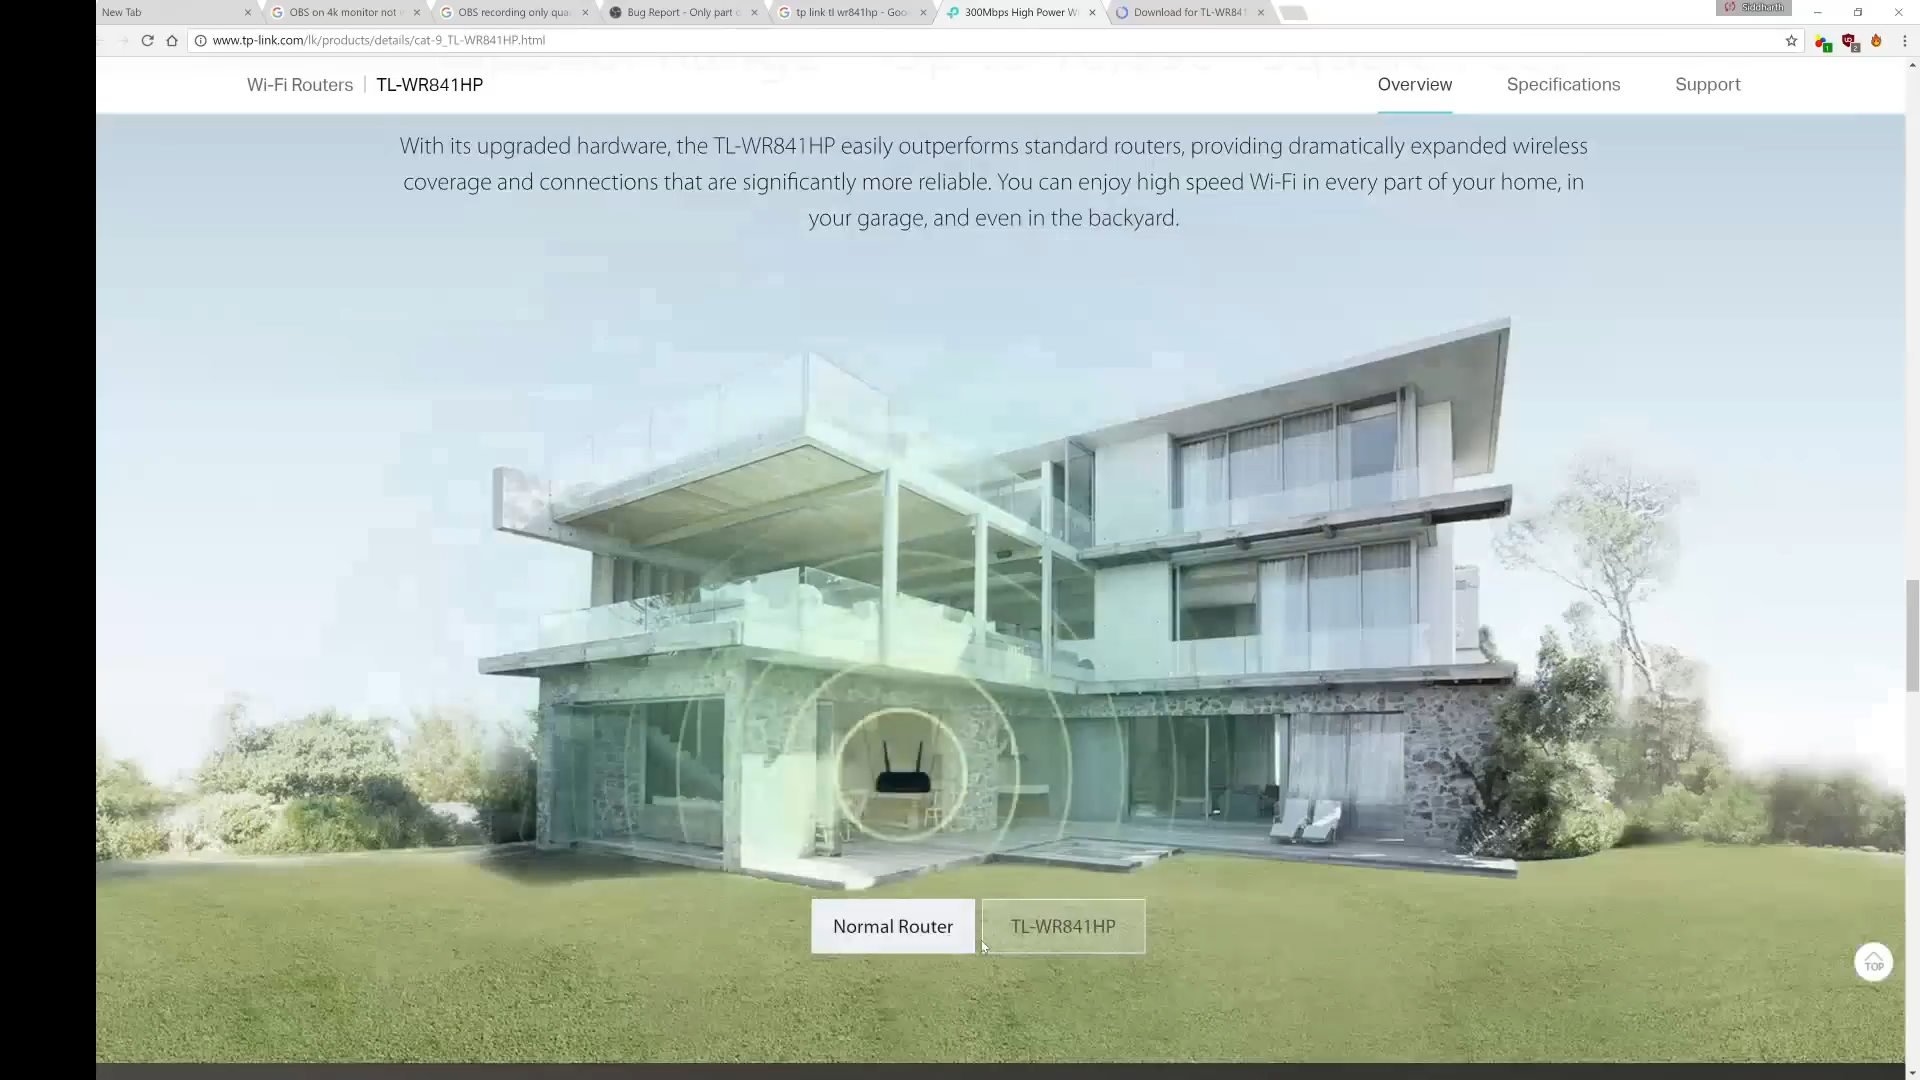 New Tab
OBS on 4k monitor not
OBS recording only qua
Bug Report - Only part o
tp link tl wr841hp - Goo
300Mbps High Power W
Download for TL-WR841
Siddharth
www.tp-link.com/lk/products/details/cat-9_TL-WR841HP.html
Wi-Fi Routers | TL-WR841HP
Overview
Specifications
Support
With its upgraded hardware, the TL-WR841HP easily outperforms standard routers, providing dramatically expanded wireless
coverage and connections that are significantly more reliable. You can enjoy high speed Wi-Fi in every part of your home, in
your garage, and even in the backyard.
Normal Router
TL-WR841HP
TOP